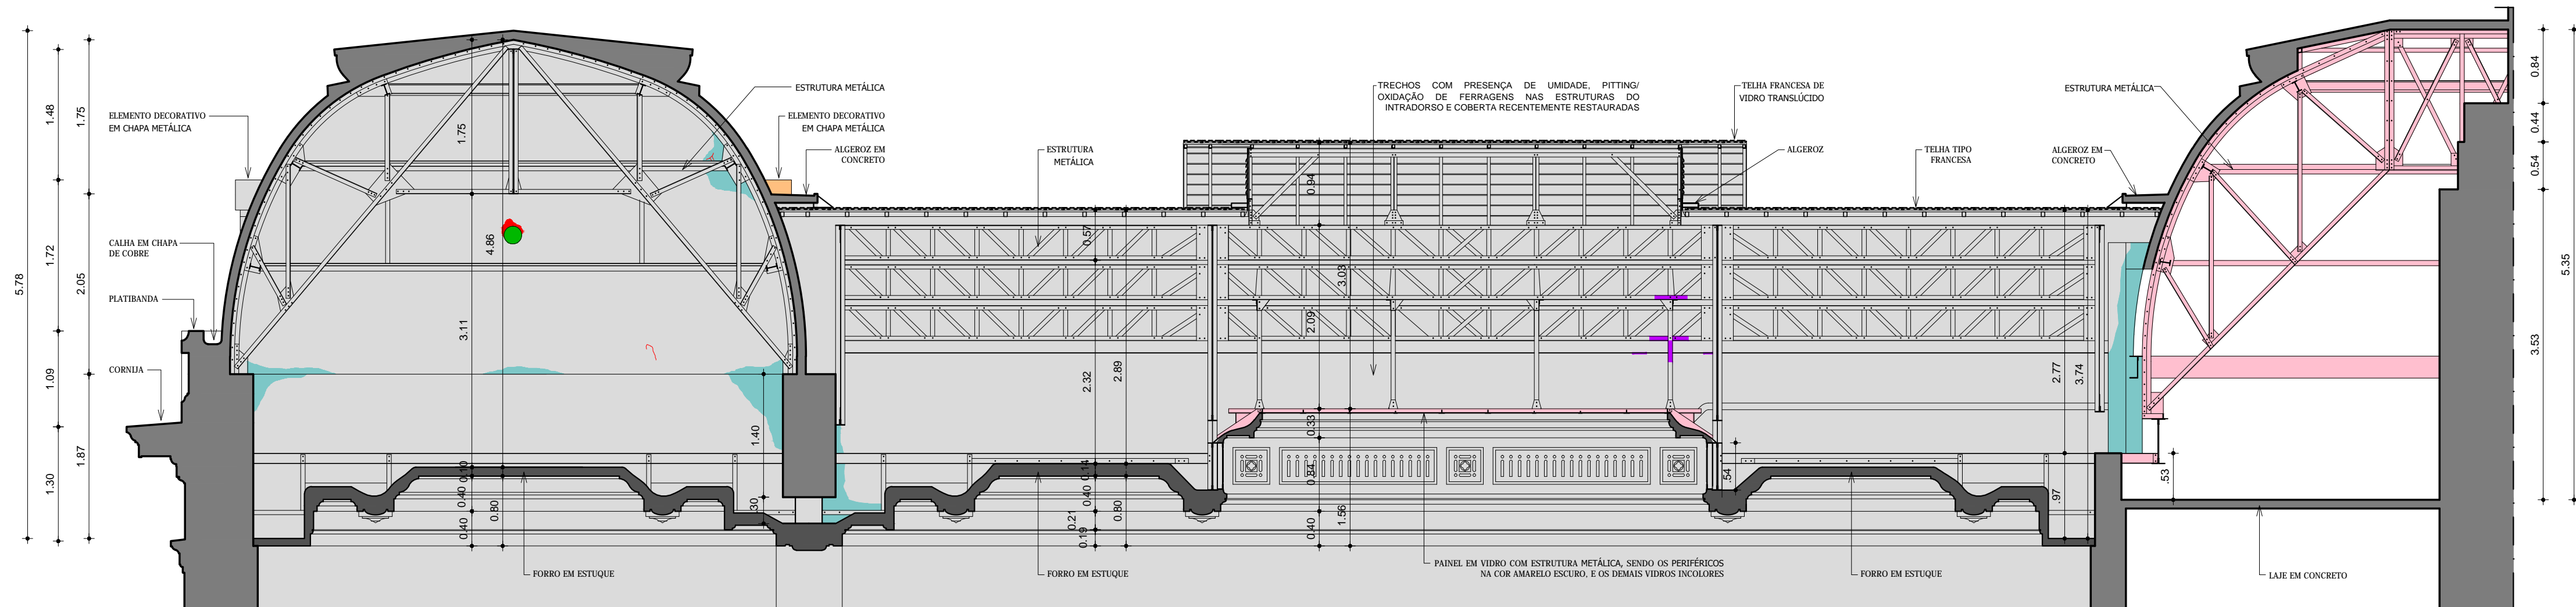 5.78
1.48
1.72
1.09
1.30
1.75
2.05
1.87
ELEMENTO DECORATIVO
EM CHAPA METÁLICA
CALHA EM CHAPA
DE COBRE
PLATIBANDA
CORNIJA
1.75
4.86
3.11
0.10
0.40
0.80
0.40
FORRO EM ESTUQUE
ESTRUTURA METÁLICA
ELEMENTO DECORATIVO
EM CHAPA METÁLICA
ALGEROZ EM
CONCRETO
1.40
.30
ESTRUTURA
METÁLICA
0.57
2.32
2.89
0.14
0.40
0.80
0.21
0.19
FORRO EM ESTUQUE
TRECHOS COM PRESENÇA DE UMIDADE, PITTING/
OXIDAÇÃO DE FERRAGENS NAS ESTRUTURAS DO
INTRADORSO E COBERTA RECENTEMENTE RESTAURADAS
0.94
3.03
2.09
0.33
0.84
0.40
1.56
TELHA FRANCESA DE
VIDRO TRANSLÚCIDO
ALGEROZ
.54
PAINEL EM VIDRO COM ESTRUTURA METÁLICA, SENDO OS PERIFÉRICOS
NA COR AMARELO ESCURO, E OS DEMAIS VIDROS INCOLORES
TELHA TIPO
FRANCESA
FORRO EM ESTUQUE
ALGEROZ EM
CONCRETO
ESTRUTURA METÁLICA
2.77
3.74
.97
.53
LAJE EM CONCRETO
0.84
0.44
0.54
3.53
5.35